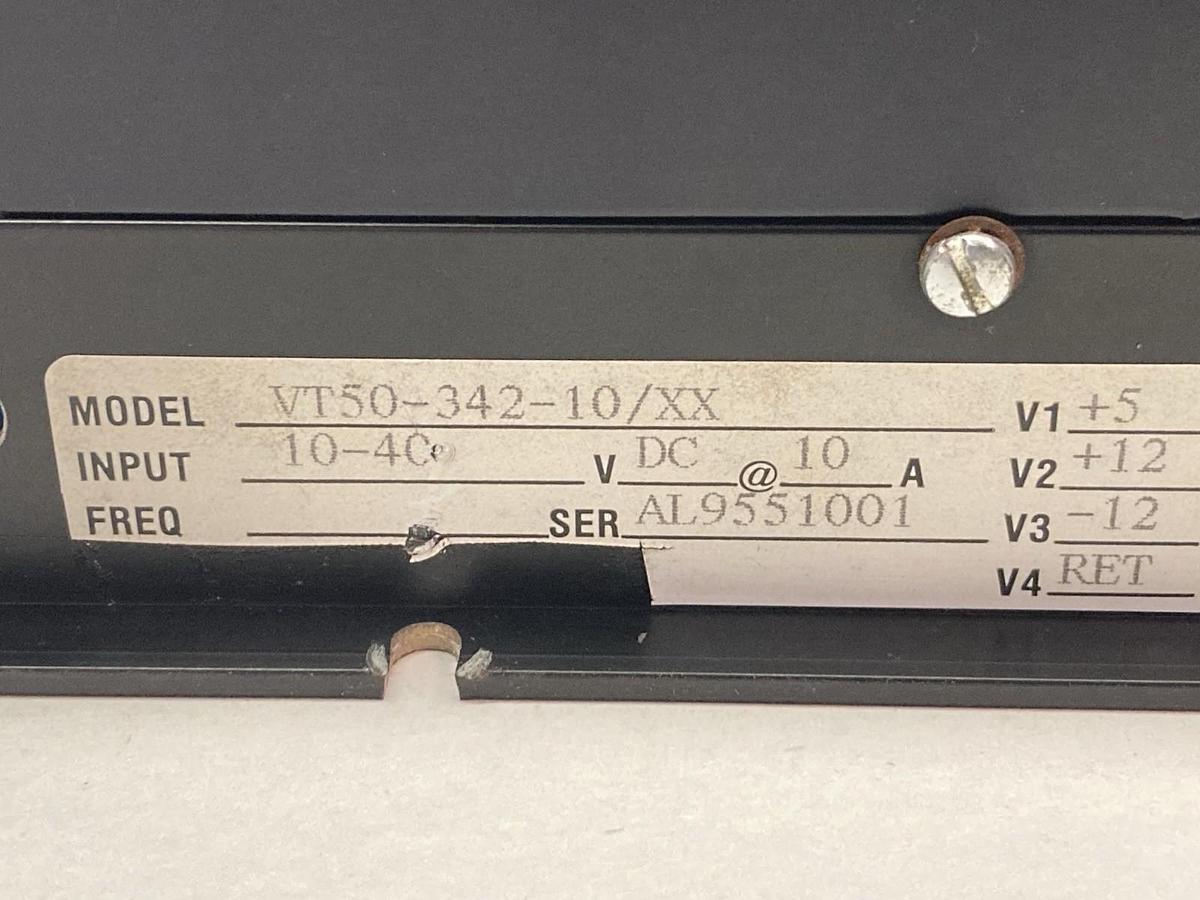 MODEL VT50-342-10/XX V1 +5
INPUT 10-40 V DC @ 10 A V2 +12
FREQ SER AL9551001 V3 -12
V4 RET